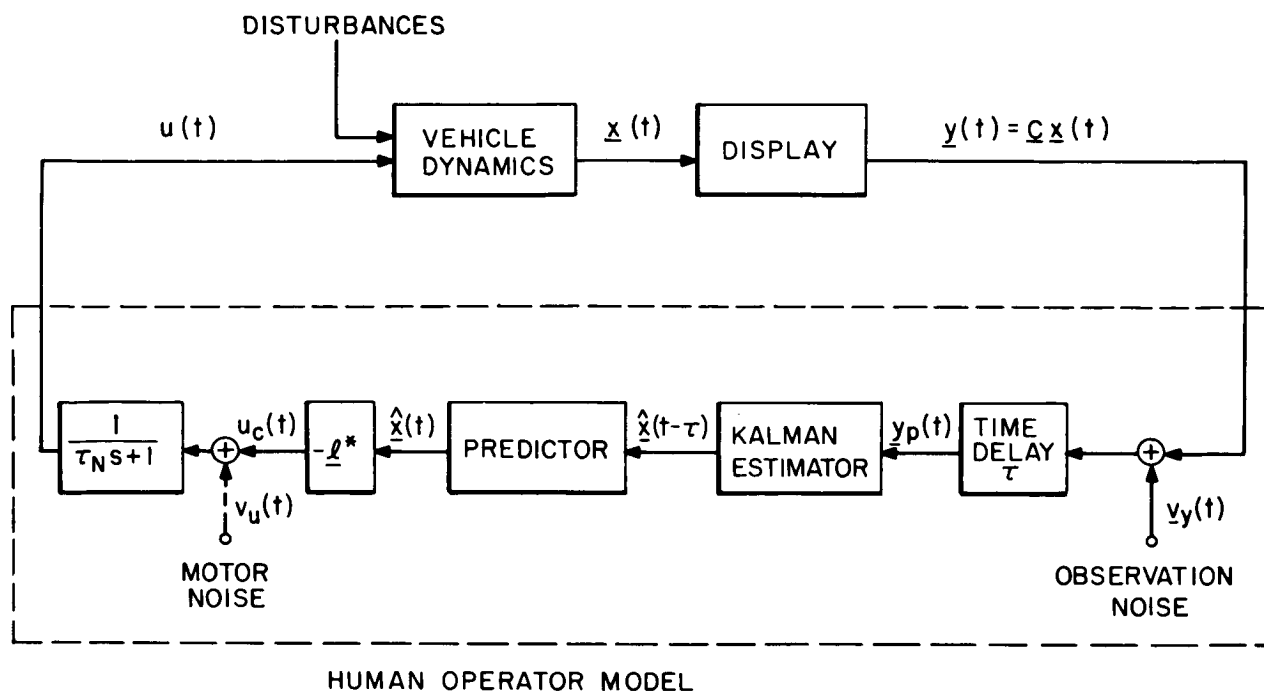 DISTURBANCES
u(t)
VEHICLE
DYNAMICS
x(t)
DISPLAY
y(t) = C x(t)
1
τN s+1
uc(t)
+
vu(t)
MOTOR
NOISE
-ℓ*
x̂(t)
PREDICTOR
x̂(t-τ)
KALMAN
ESTIMATOR
yp(t)
TIME
DELAY
τ
+
vy(t)
OBSERVATION
NOISE
HUMAN OPERATOR MODEL